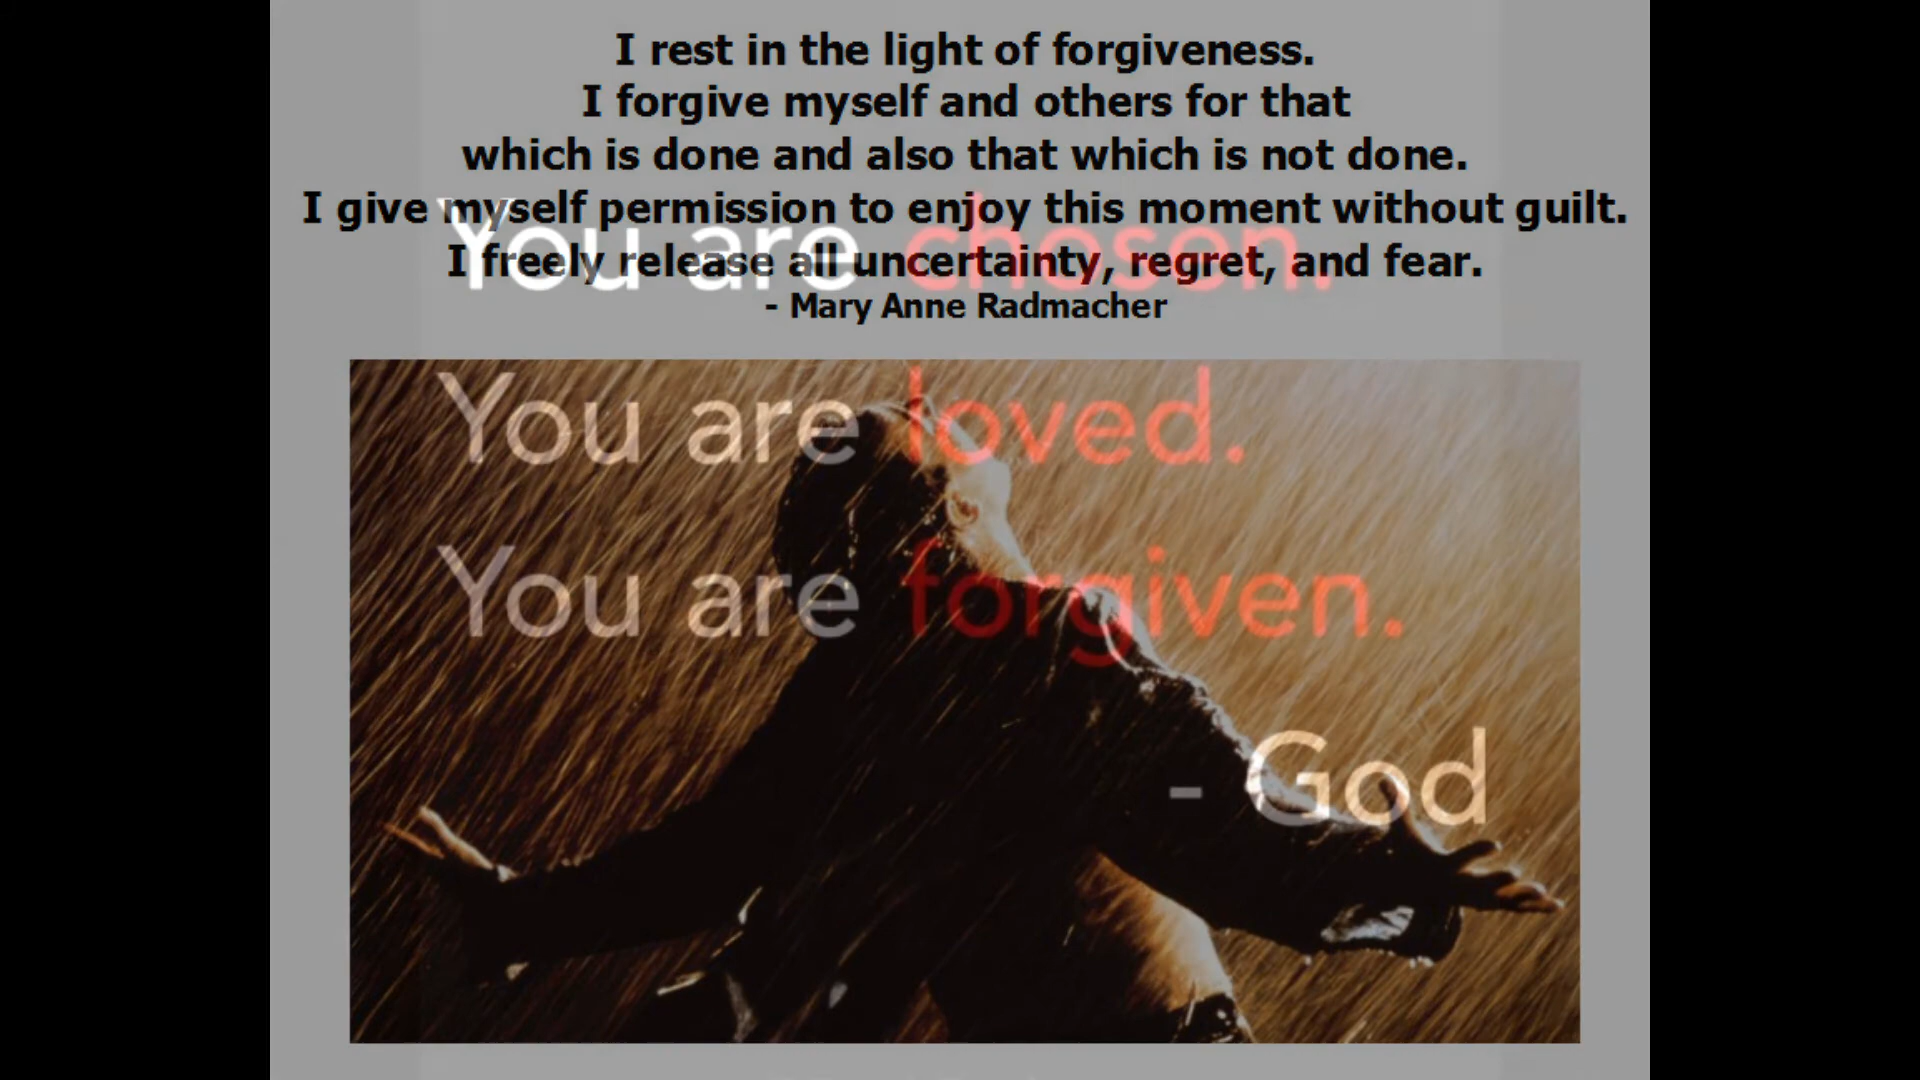 I rest in the light of forgiveness.
I forgive myself and others for that
which is done and also that which is not done.
I give myself permission to enjoy this moment without guilt.
I freely release all uncertainty, regret, and fear.
- Mary Anne Radmacher
You are chosen.
You are loved.
You are forgiven.
- God